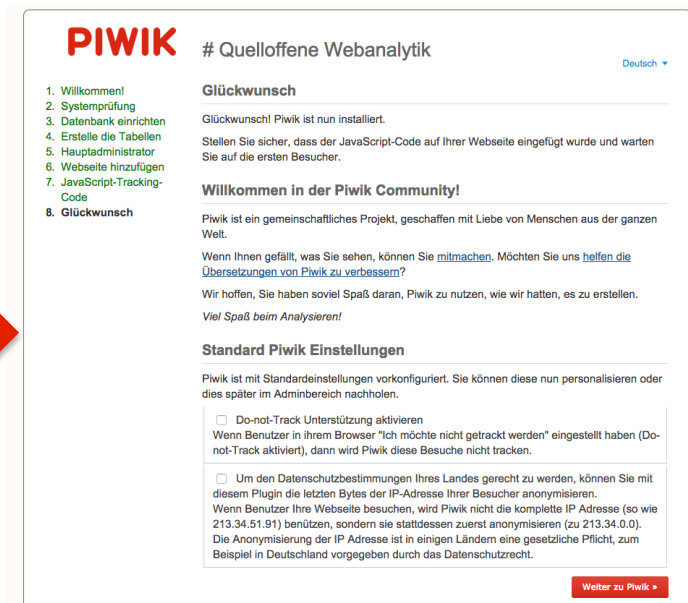 PIWIK
# Quelloffene Webanalytik
Deutsch
1. Willkommen!
2. Systemprüfung
3. Datenbank einrichten
4. Erstelle die Tabellen
5. Hauptadministrator
6. Webseite hinzufügen
7. JavaScript-Tracking-
Code
8. Glückwunsch
Glückwunsch
Glückwunsch! Piwik ist nun installiert.
Stellen Sie sicher, dass der JavaScript-Code auf Ihrer Webseite eingefügt wurde und warten
Sie auf die ersten Besucher.
Willkommen in der Piwik Community!
Piwik ist ein gemeinschaftliches Projekt, geschaffen mit Liebe von Menschen aus der ganzen
Welt.
Wenn Ihnen gefällt, was Sie sehen, können Sie mitmachen. Möchten Sie uns helfen die
Übersetzungen von Piwik zu verbessern?
Wir hoffen, Sie haben soviel Spaß daran, Piwik zu nutzen, wie wir hatten, es zu erstellen.
Viel Spaß beim Analysieren!
Standard Piwik Einstellungen
Piwik ist mit Standardeinstellungen vorkonfiguriert. Sie können diese nun personalisieren oder
dies später im Adminbereich nachholen.
Do-not-Track Unterstützung aktivieren
Wenn Benutzer in ihrem Browser "Ich möchte nicht getrackt werden" eingestellt haben (Do-
not-Track aktiviert), dann wird Piwik diese Besuche nicht tracken.
Um den Datenschutzbestimmungen Ihres Landes gerecht zu werden, können Sie mit
diesem Plugin die letzten Bytes der IP-Adresse Ihrer Besucher anonymisieren.
Wenn Benutzer Ihre Webseite besuchen, wird Piwik nicht die komplette IP Adresse (so wie
213.34.51.91) benützen, sondern sie stattdessen zuerst anonymisieren (zu 213.34.0.0).
Die Anonymisierung der IP Adresse ist in einigen Ländern eine gesetzliche Pflicht, zum
Beispiel in Deutschland vorgegeben durch das Datenschutzrecht.
Weiter zu Piwik »